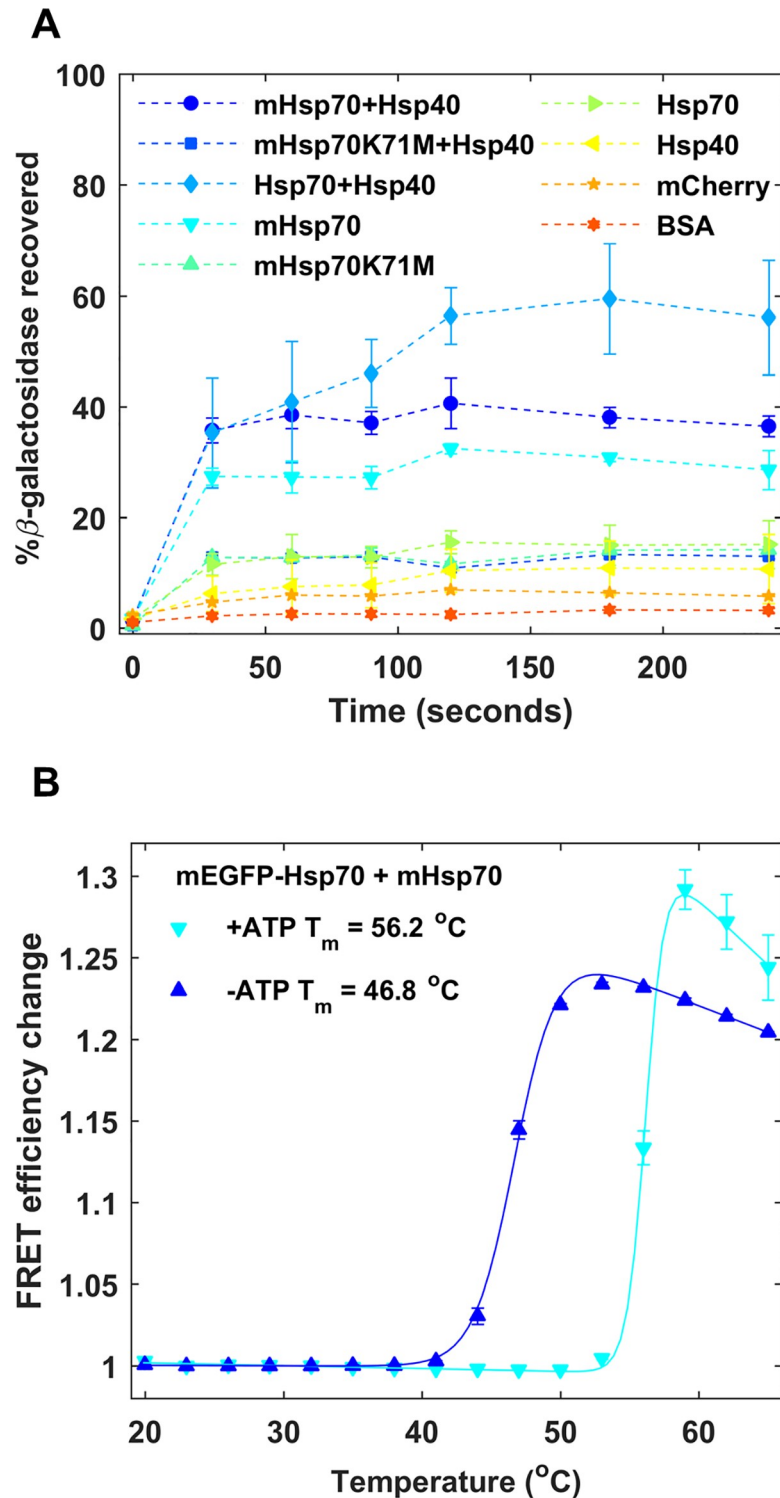 A
100
80
60
40
20
0
%β-galactosidase recovered
mHsp70+Hsp40
mHsp70K71M+Hsp40
Hsp70+Hsp40
mHsp70
mHsp70K71M
Hsp70
Hsp40
mCherry
BSA
0 50 100 150 200
Time (seconds)
B
1.3
1.25
1.2
1.15
1.1
1.05
1
FRET efficiency change
mEGFP-Hsp70 + mHsp70
+ATP Tm = 56.2 °C
-ATP Tm = 46.8 °C
20 30 40 50 60
Temperature (°C)